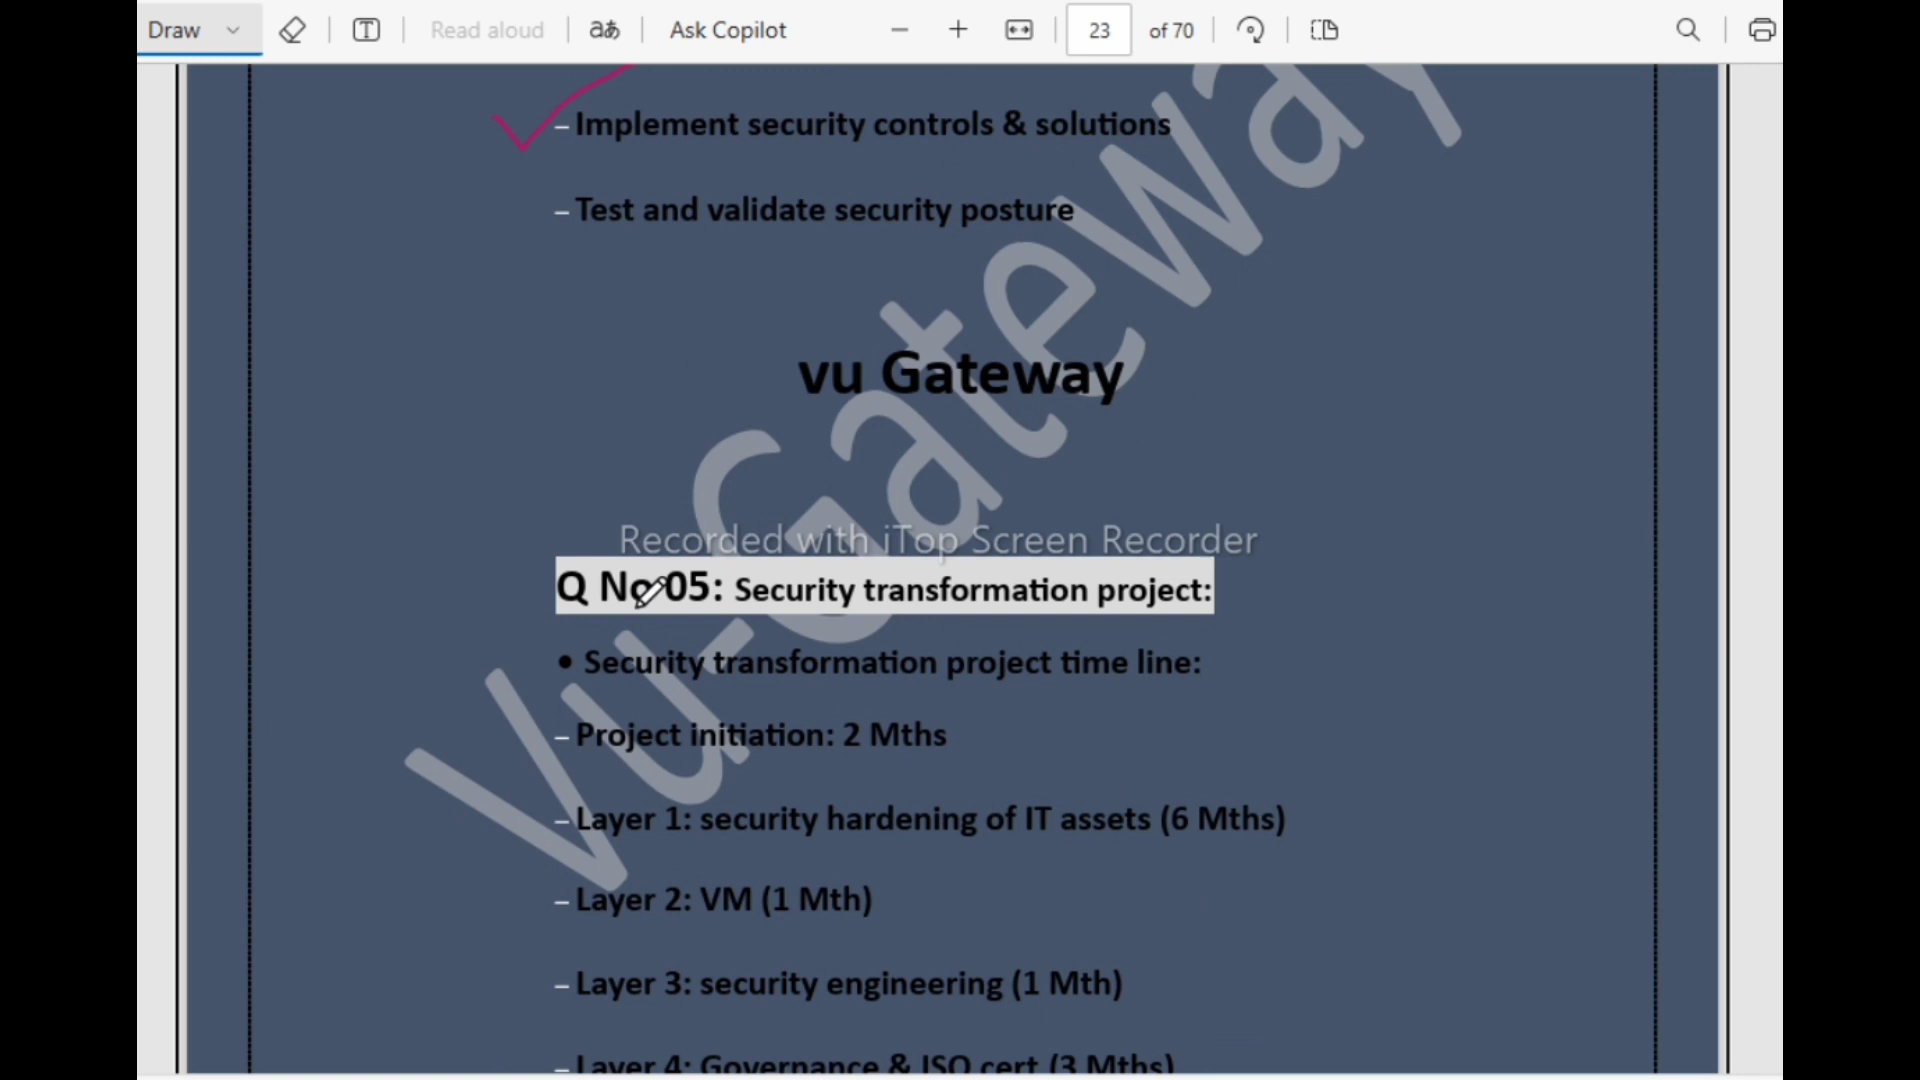 Draw Read aloud aあ Ask Copilot 23 of 70
– Implement security controls & solutions
– Test and validate security posture
vu Gateway
Vu-Gateway
Recorded with iTop Screen Recorder
Q No 05: Security transformation project:
• Security transformation project time line:
– Project initiation: 2 Mths
– Layer 1: security hardening of IT assets (6 Mths)
– Layer 2: VM (1 Mth)
– Layer 3: security engineering (1 Mth)
– Layer 4: Governance & ISO cert (3 Mths)